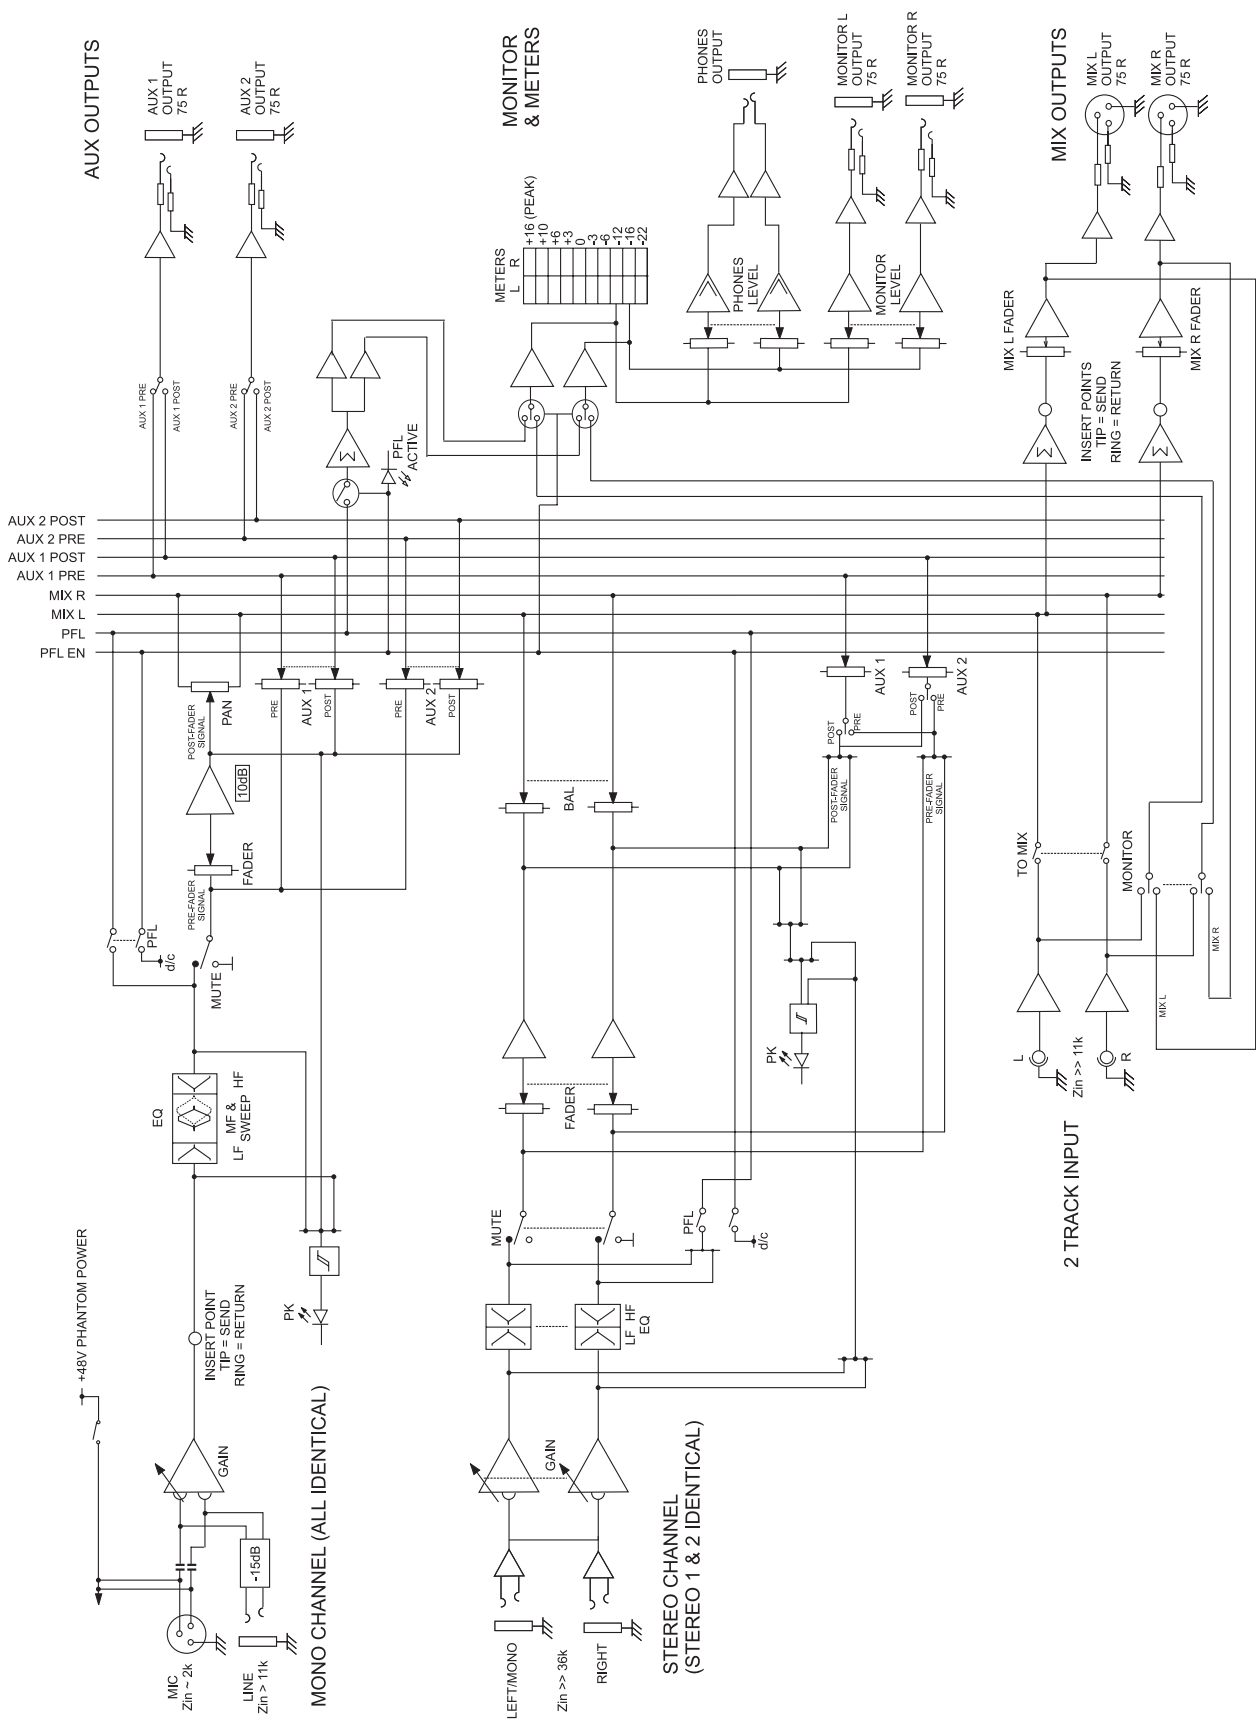 AUX OUTPUTS
AUX 1
OUTPUT
75 R
AUX 2
OUTPUT
75 R
AUX 1 PRE
AUX 1 POST
AUX 2 PRE
AUX 2 POST
MONITOR
& METERS
METERS
L R
+16 (PEAK)
+10
+6
+3
0
-3
-6
-12
-16
-22
PFL
ACTIVE
PHONES
OUTPUT
PHONES
LEVEL
MONITOR L
OUTPUT
75 R
MONITOR R
OUTPUT
75 R
MONITOR
LEVEL
MIX OUTPUTS
MIX L
OUTPUT
75 R
MIX R
OUTPUT
75 R
MIX L FADER
MIX R FADER
INSERT POINTS
TIP = SEND
RING = RETURN
AUX 2 POST
AUX 2 PRE
AUX 1 POST
AUX 1 PRE
MIX R
MIX L
PFL
PFL EN
PAN
POST-FADER
SIGNAL
10dB
FADER
PRE-FADER
SIGNAL
PRE
AUX 1
POST
PRE
AUX 2
POST
PFL
d/c
MUTE
EQ
LF
MF &
SWEEP
HF
PK
+48V PHANTOM POWER
INSERT POINT
TIP = SEND
RING = RETURN
GAIN
-15dB
MIC
Zin ~ 2k
LINE
Zin > 11k
MONO CHANNEL (ALL IDENTICAL)
BAL
AUX 1
AUX 2
POST
PRE
POST
PRE
POST-FADER
SIGNAL
PRE-FADER
SIGNAL
PK
FADER
MUTE
PFL
d/c
LF HF
EQ
GAIN
LEFT/MONO
Zin >> 36k
RIGHT
STEREO CHANNEL
(STEREO 1 & 2 IDENTICAL)
TO MIX
MONITOR
MIX L
MIX R
L
Zin >> 11k
R
2 TRACK INPUT